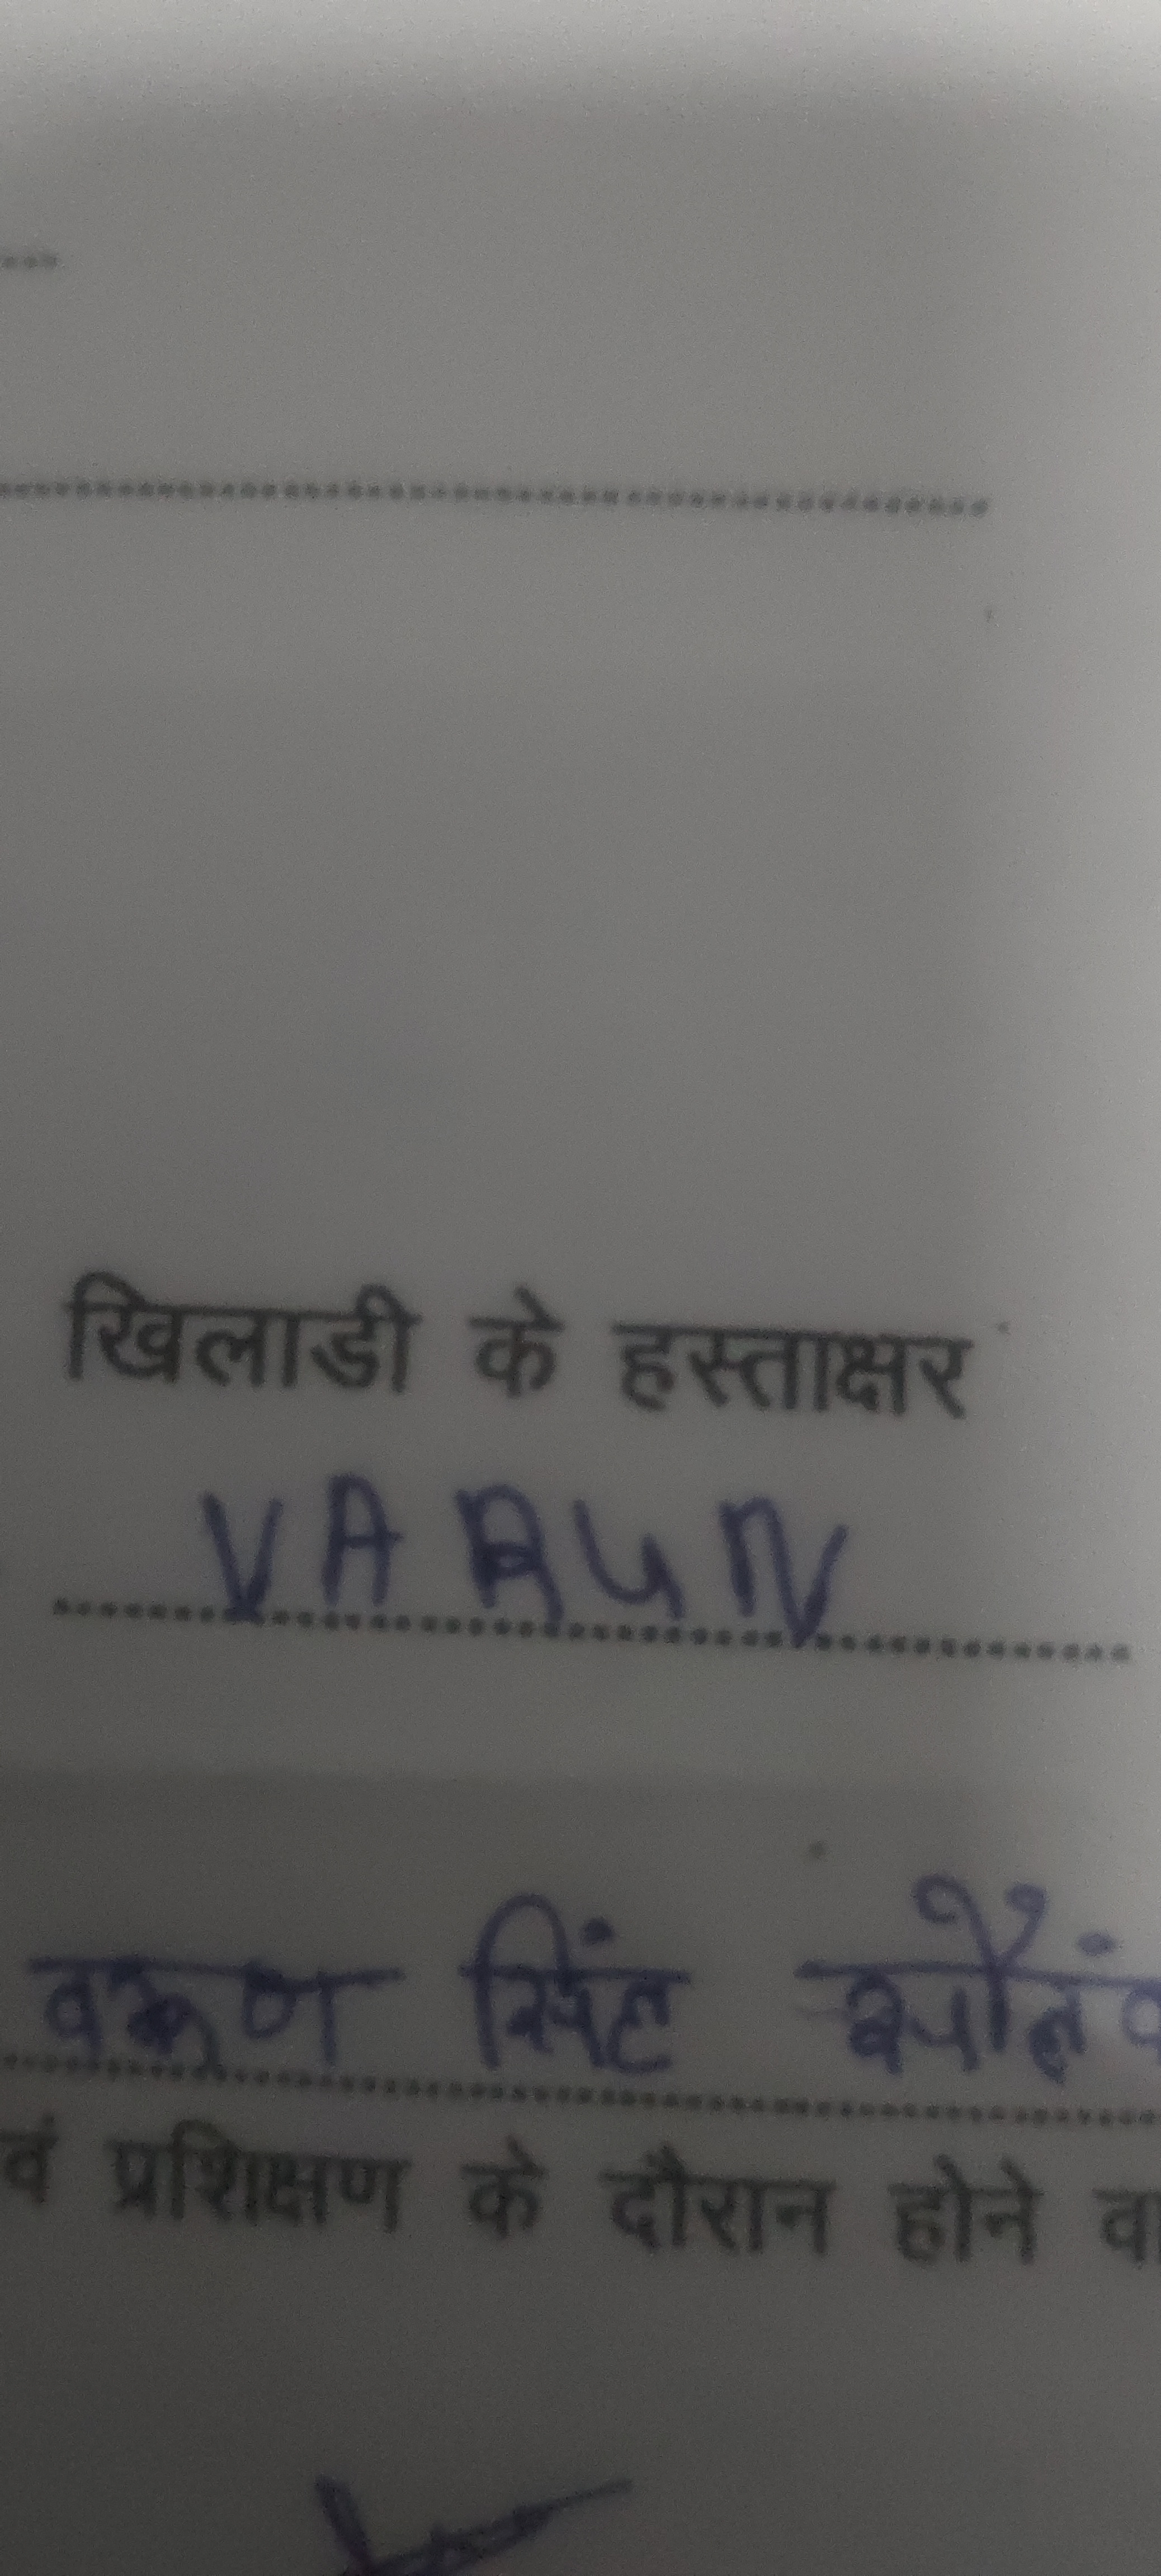 खिलाडी के हस्ताक्षर
VARUN
वरूण सिंह
वं प्रशिक्षण के दौरान होने वा